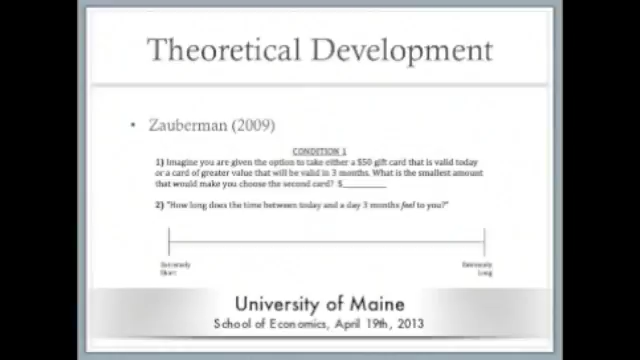 Theoretical Development
• Zauberman (2009)
CONDITION 1
1) Imagine you are given the option to take either a $50 gift card that is valid today
or a card of greater value that will be valid in 3 months. What is the smallest amount
that would make you choose the second card? $________
2) "How long does the time between today and a day 3 months feel to you?"
Extremely Extremely
Short Long
University of Maine
School of Economics, April 19th, 2013